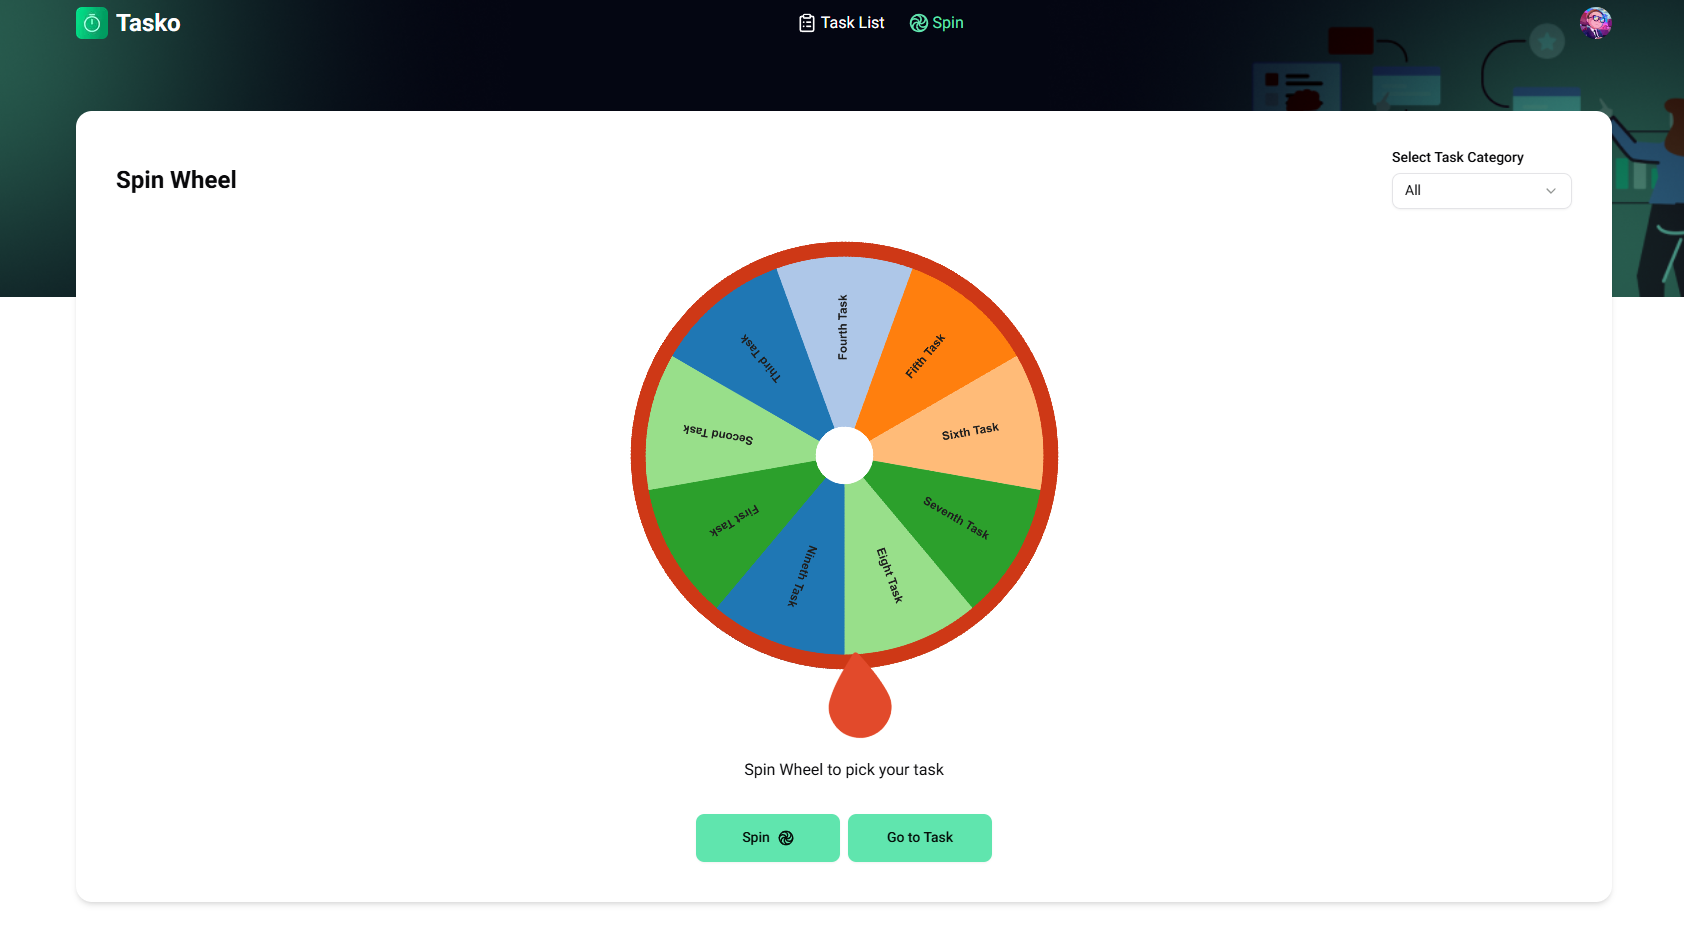 Tasko
Task List
Spin
Spin Wheel
Select Task Category
All
Fourth Task
Fifth Task
Sixth Task
Seventh Task
Eight Task
Nineth Task
First Task
Second Task
Third Task
Spin Wheel to pick your task
Spin
Go to Task